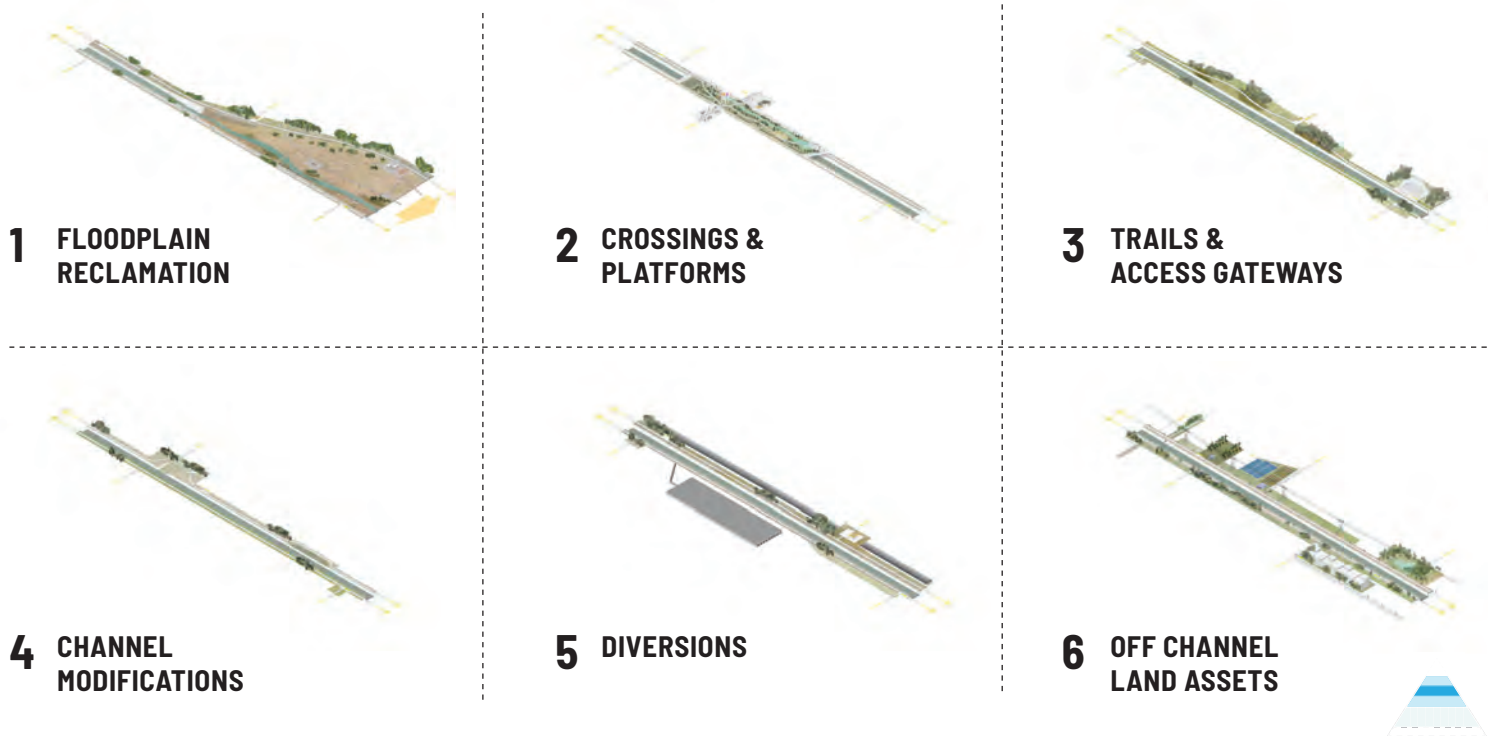 1 FLOODPLAIN
RECLAMATION
2 CROSSINGS &
PLATFORMS
3 TRAILS &
ACCESS GATEWAYS
4 CHANNEL
MODIFICATIONS
5 DIVERSIONS
6 OFF CHANNEL
LAND ASSETS